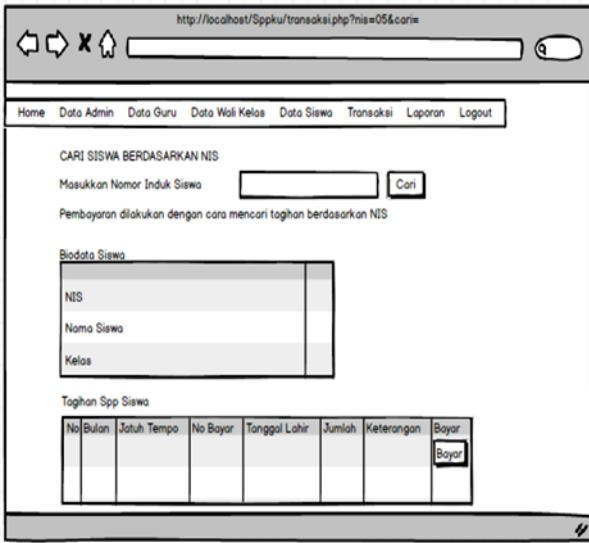 http://localhost/Sppku/transaksi.php?nis=05&cari=
Home Data Admin Data Guru Data Wali Kelas Data Siswa Transaksi Laporan Logout
CARI SISWA BERDASARKAN NIS
Masukkan Nomor Induk Siswa Cari
Pembayaran dilakukan dengan cara mencari tagihan berdasarkan NIS
Biodata Siswa
NIS
Nama Siswa
Kelas
Tagihan Spp Siswa
No Bulan Jatuh Tempo No Bayar Tanggal Lahir Jumlah Keterangan Bayar
Bayar